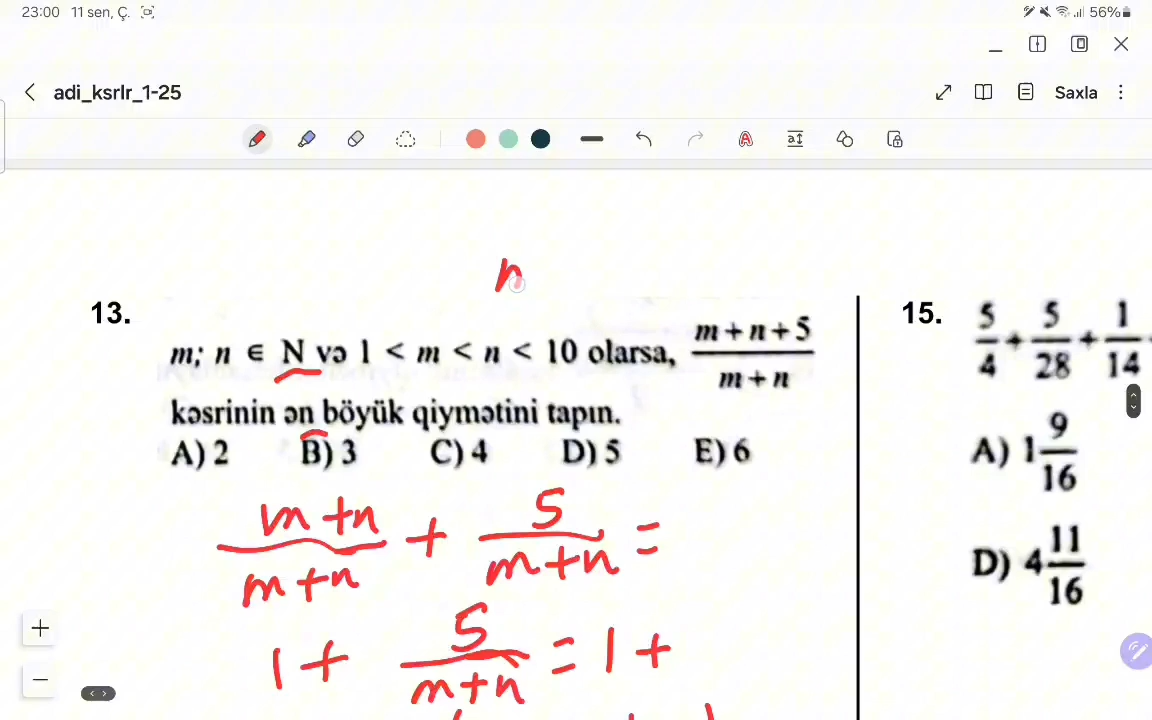 23:00 11 sen, Ç. 56%
adi_ksrlr_1-25 Saxla
n
13.
m; n ∈ N və 1 < m < n < 10 olarsa, (m+n+5)/(m+n)
kəsrinin ən böyük qiymətini tapın.
A) 2 B) 3 C) 4 D) 5 E) 6
(m+n)/(m+n) + 5/(m+n) =
1 + 5/(m+n) = 1 +
15. 5/4 + 5/28 + 1/14
A) 1 9/16
D) 4 11/16